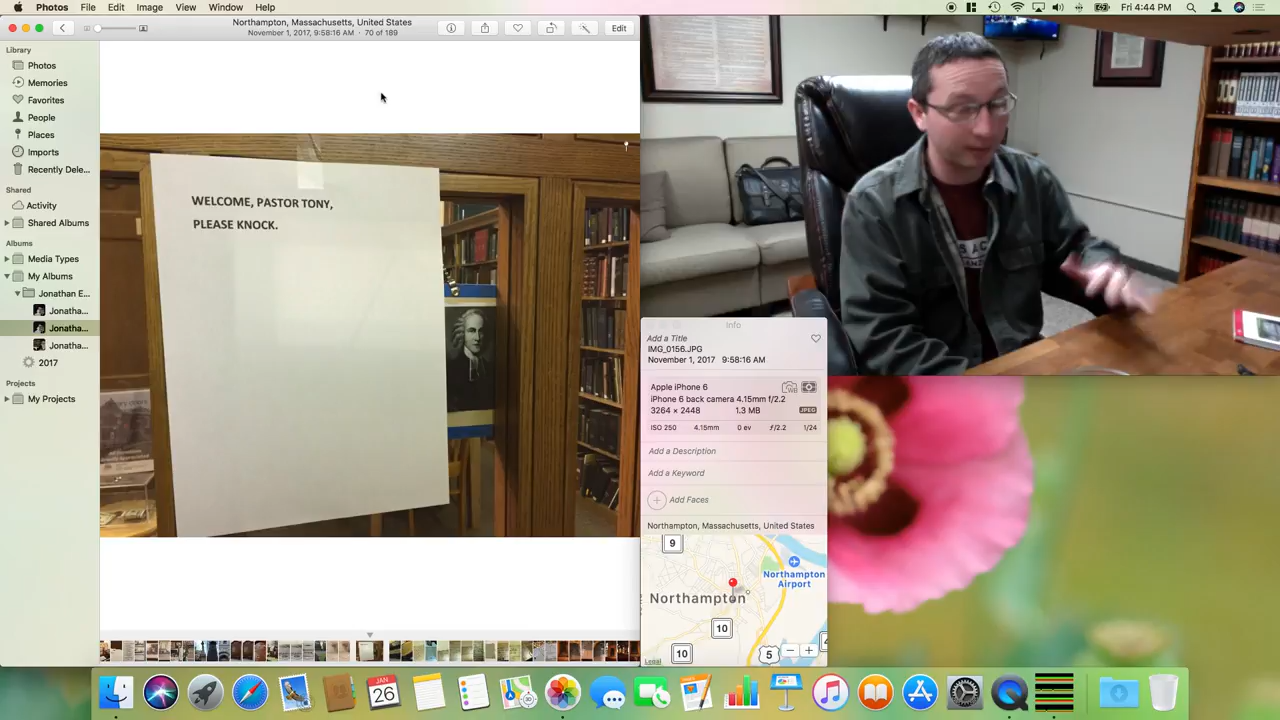 Photos File Edit Image View Window Help
Fri 4:44 PM
Northampton, Massachusetts, United States
November 1, 2017, 9:58:16 AM · 70 of 189
Edit
Library
Photos
Memories
Favorites
People
Places
Imports
Recently Dele...
Shared
Activity
Shared Albums
Albums
Media Types
My Albums
Jonathan E...
Jonatha...
Jonatha...
Jonatha...
2017
Projects
My Projects
WELCOME, PASTOR TONY,
PLEASE KNOCK.
Info
Add a Title
IMG_0156.JPG
November 1, 2017 9:58:16 AM
Apple iPhone 6
iPhone 6 back camera 4.15mm f/2.2
3264 × 2448 1.3 MB JPEG
ISO 250 4.15mm 0 ev ƒ/2.2 1/24
Add a Description
Add a Keyword
Add Faces
Northampton, Massachusetts, United States
9
Northampton
Airport
Northampton
10
10
5
Legal
JAN
26